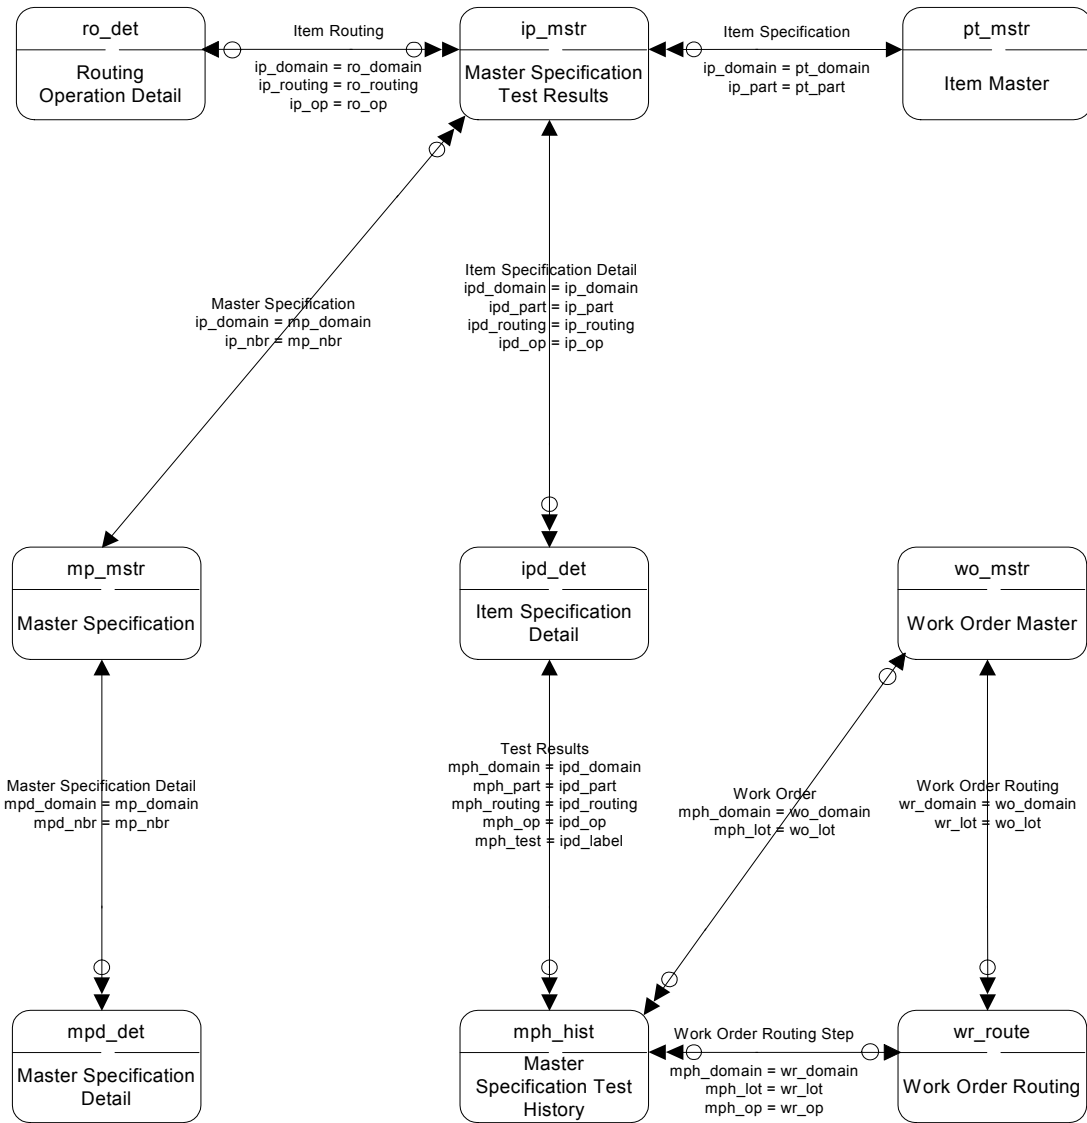 ro_det
Routing
Operation Detail
Item Routing
ip_domain = ro_domain
ip_routing = ro_routing
ip_op = ro_op
ip_mstr
Master Specification
Test Results
Item Specification
ip_domain = pt_domain
ip_part = pt_part
pt_mstr
Item Master
Master Specification
ip_domain = mp_domain
ip_nbr = mp_nbr
Item Specification Detail
ipd_domain = ip_domain
ipd_part = ip_part
ipd_routing = ip_routing
ipd_op = ip_op
mp_mstr
Master Specification
ipd_det
Item Specification
Detail
wo_mstr
Work Order Master
Master Specification Detail
mpd_domain = mp_domain
mpd_nbr = mp_nbr
Test Results
mph_domain = ipd_domain
mph_part = ipd_part
mph_routing = ipd_routing
mph_op = ipd_op
mph_test = ipd_label
Work Order
mph_domain = wo_domain
mph_lot = wo_lot
Work Order Routing
wr_domain = wo_domain
wr_lot = wo_lot
mpd_det
Master Specification
Detail
mph_hist
Master
Specification Test
History
Work Order Routing Step
mph_domain = wr_domain
mph_lot = wr_lot
mph_op = wr_op
wr_route
Work Order Routing